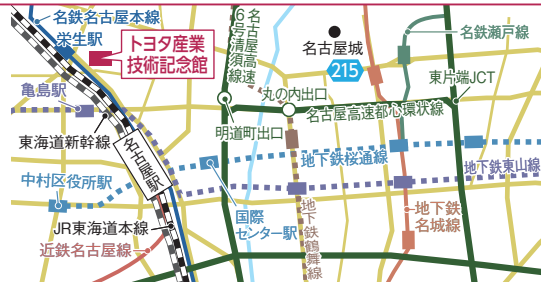 名鉄名古屋本線
栄生駅
トヨタ産業
技術記念館
亀島駅
東海道新幹線
中村区役所駅
名古屋駅
JR東海道本線
近鉄名古屋線
名古屋高速
6号清須線
明道町出口
国際
センター駅
名古屋城
215
丸の内出口
名古屋高速都心環状線
地下鉄桜通線
地下鉄鶴舞線
名鉄瀬戸線
東片端JCT
地下鉄東山線
地下鉄
名城線